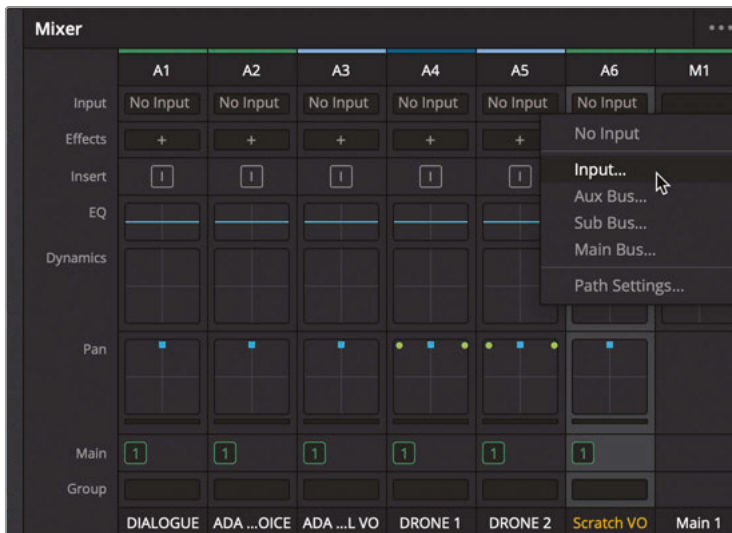 Mixer
A1 A2 A3 A4 A5 A6 M1
Input No Input No Input No Input No Input No Input No Input
Effects + + + + +
No Input
Insert I I I I I
Input...
Aux Bus...
EQ
Sub Bus...
Main Bus...
Dynamics
Path Settings...
Pan
Main 1 1 1 1 1 1
Group
DIALOGUE ADA ...OICE ADA ...L VO DRONE 1 DRONE 2 Scratch VO Main 1